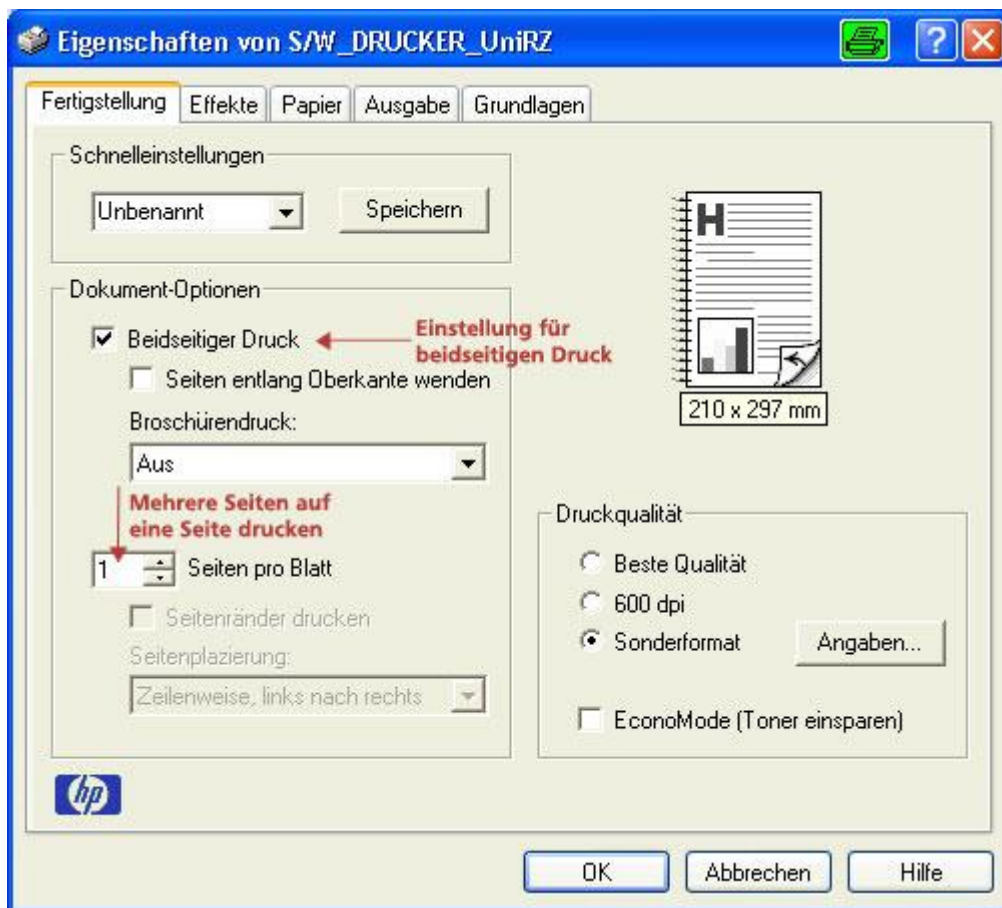 Eigenschaften von S/W_DRUCKER_UniRZ
?
Fertigstellung Effekte Papier Ausgabe Grundlagen
Schnelleinstellungen
Unbenannt Speichern
H
210 x 297 mm
Dokument-Optionen
Beidseitiger Druck
Einstellung für
beidseitigen Druck
Seiten entlang Oberkante wenden
Broschürendruck:
Aus
Mehrere Seiten auf
eine Seite drucken
1 Seiten pro Blatt
Seitenränder drucken
Seitenplazierung:
Zeilenweise, links nach rechts
Druckqualität
Beste Qualität
600 dpi
Sonderformat Angaben...
EconoMode (Toner einsparen)
hp
OK Abbrechen Hilfe